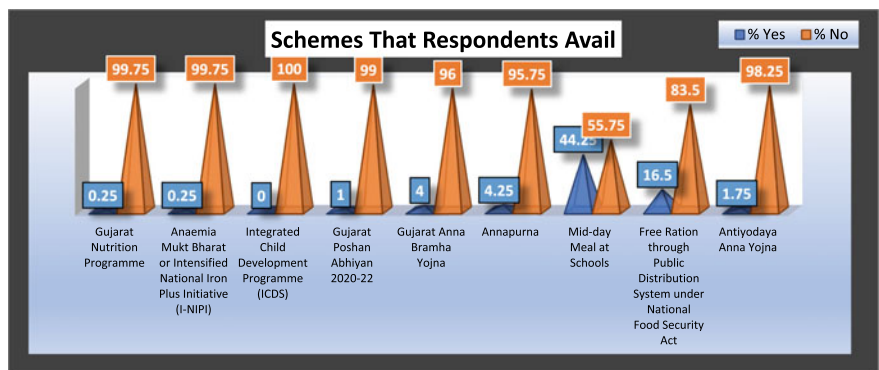 Schemes That Respondents Avail
% Yes % No
99.75 99.75 100 99 96 95.75 44.25 55.75 83.5 98.25
0.25 0.25 0 1 4 4.25 16.5 1.75
Gujarat
Nutrition
Programme
Anaemia
Mukt Bharat
or Intensified
National Iron
Plus Initiative
(I-NIPI)
Integrated
Child
Development
Programme
(ICDS)
Gujarat
Poshan
Abhiyan
2020-22
Gujarat Anna
Bramha
Yojna
Annapurna
Mid-day
Meal at
Schools
Free Ration
through
Public
Distribution
System under
National
Food Security
Act
Antiyodaya
Anna Yojna